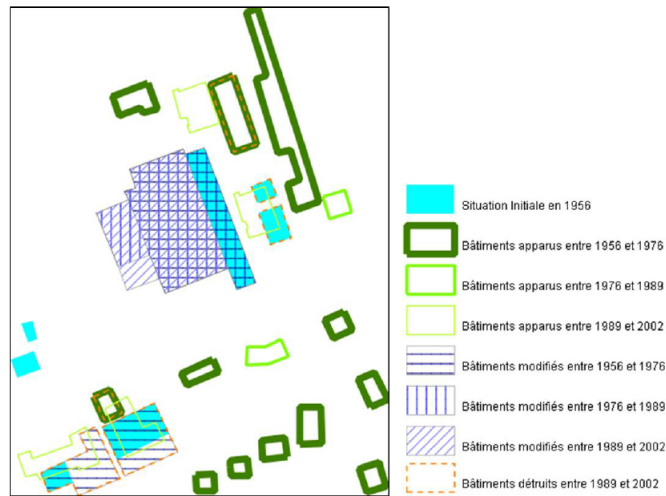 Situation Initiale en 1956
Bâtiments apparus entre 1956 et 1976
Bâtiments apparus entre 1976 et 1989
Bâtiments apparus entre 1989 et 2002
Bâtiments modifiés entre 1956 et 1976
Bâtiments modifiés entre 1976 et 1989
Bâtiments modifiés entre 1989 et 2002
Bâtiments détruits entre 1989 et 2002